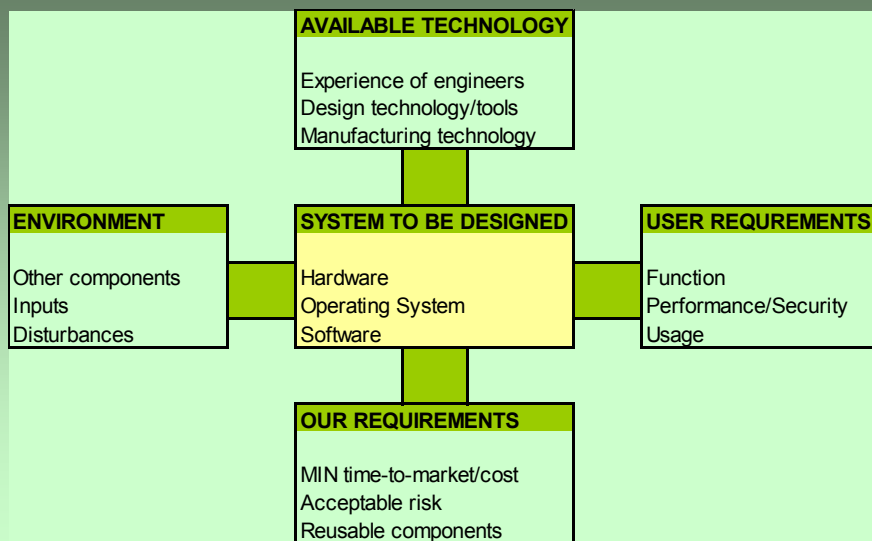 AVAILABLE TECHNOLOGY
Experience of engineers
Design technology/tools
Manufacturing technology
ENVIRONMENT
Other components
Inputs
Disturbances
SYSTEM TO BE DESIGNED
Hardware
Operating System
Software
USER REQUREMENTS
Function
Performance/Security
Usage
OUR REQUIREMENTS
MIN time-to-market/cost
Acceptable risk
Reusable components